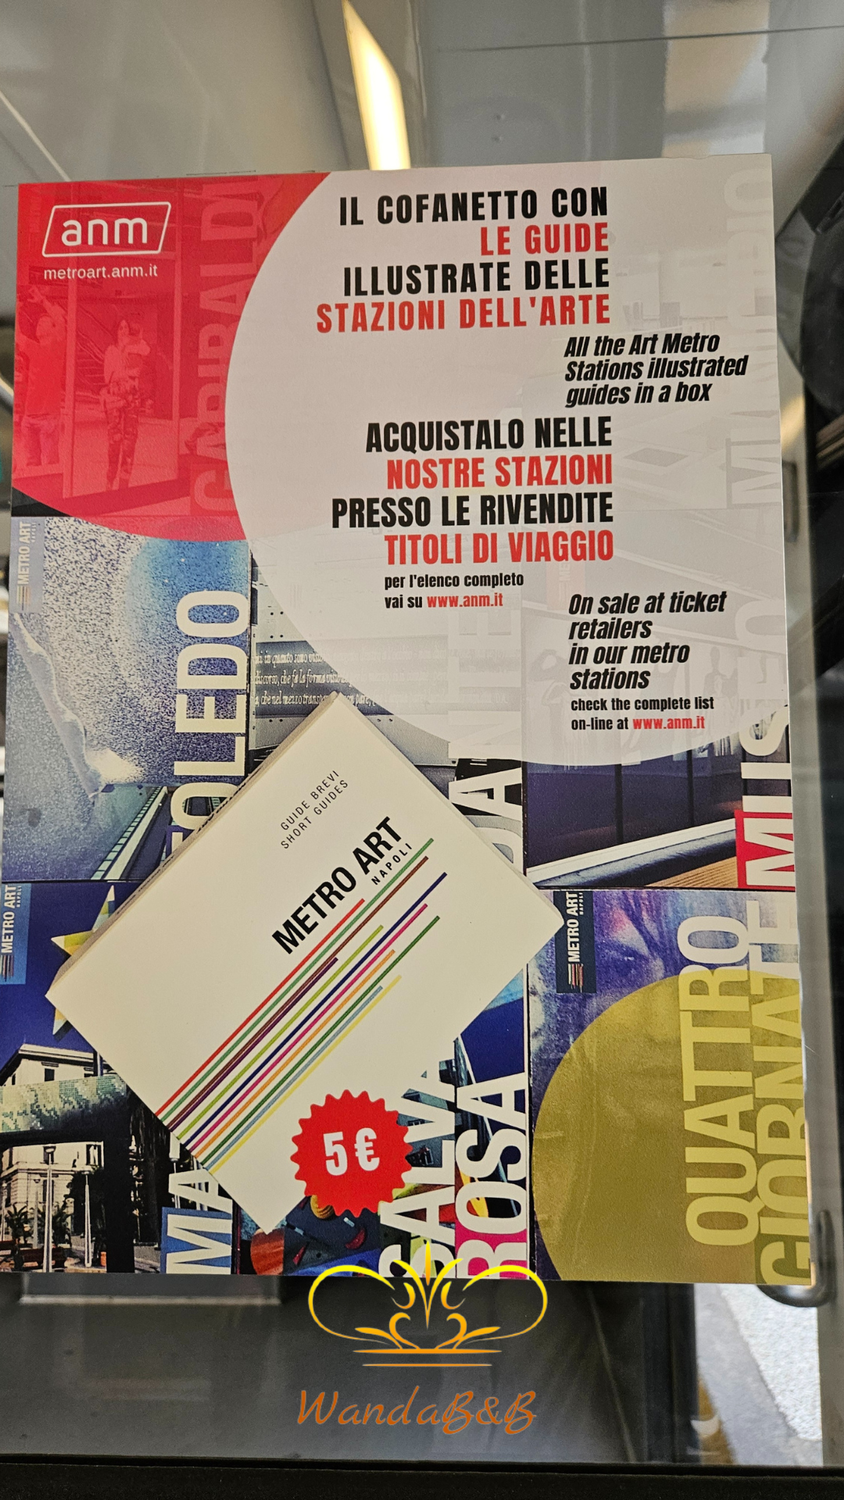 anm
metroart.anm.it
GARIBALDI
IL COFANETTO CON
LE GUIDE
ILLUSTRATE DELLE
STAZIONI DELL'ARTE
All the Art Metro
Stations illustrated
guides in a box
ACQUISTALO NELLE
NOSTRE STAZIONI
PRESSO LE RIVENDITE
TITOLI DI VIAGGIO
per l'elenco completo
vai su www.anm.it
On sale at ticket
retailers
in our metro
stations
check the complete list
on-line at www.anm.it
METRO ART
TOLEDO
DANTE
GUIDE BREVI
SHORT GUIDES
METRO ART
NAPOLI
5 €
METRO ART
NAPOLI
METRO ART
NAPOLI
QUATTRO
GIORNATE
SALVA
ROSA
MA
WandaB&B